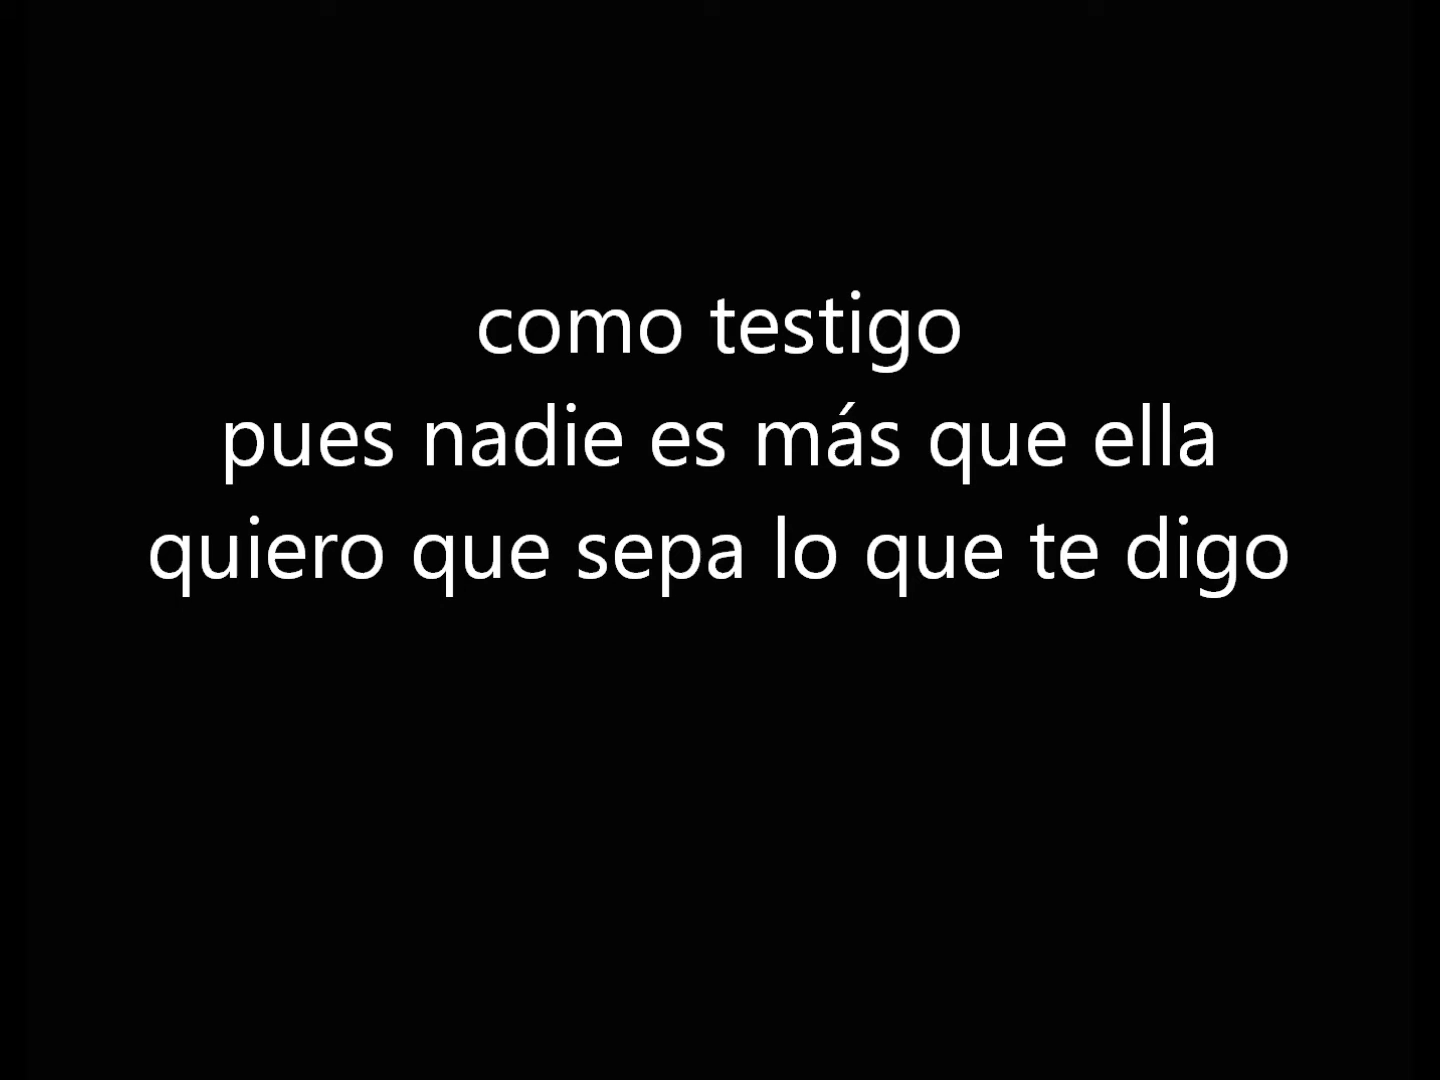 como testigo
pues nadie es más que ella
quiero que sepa lo que te digo